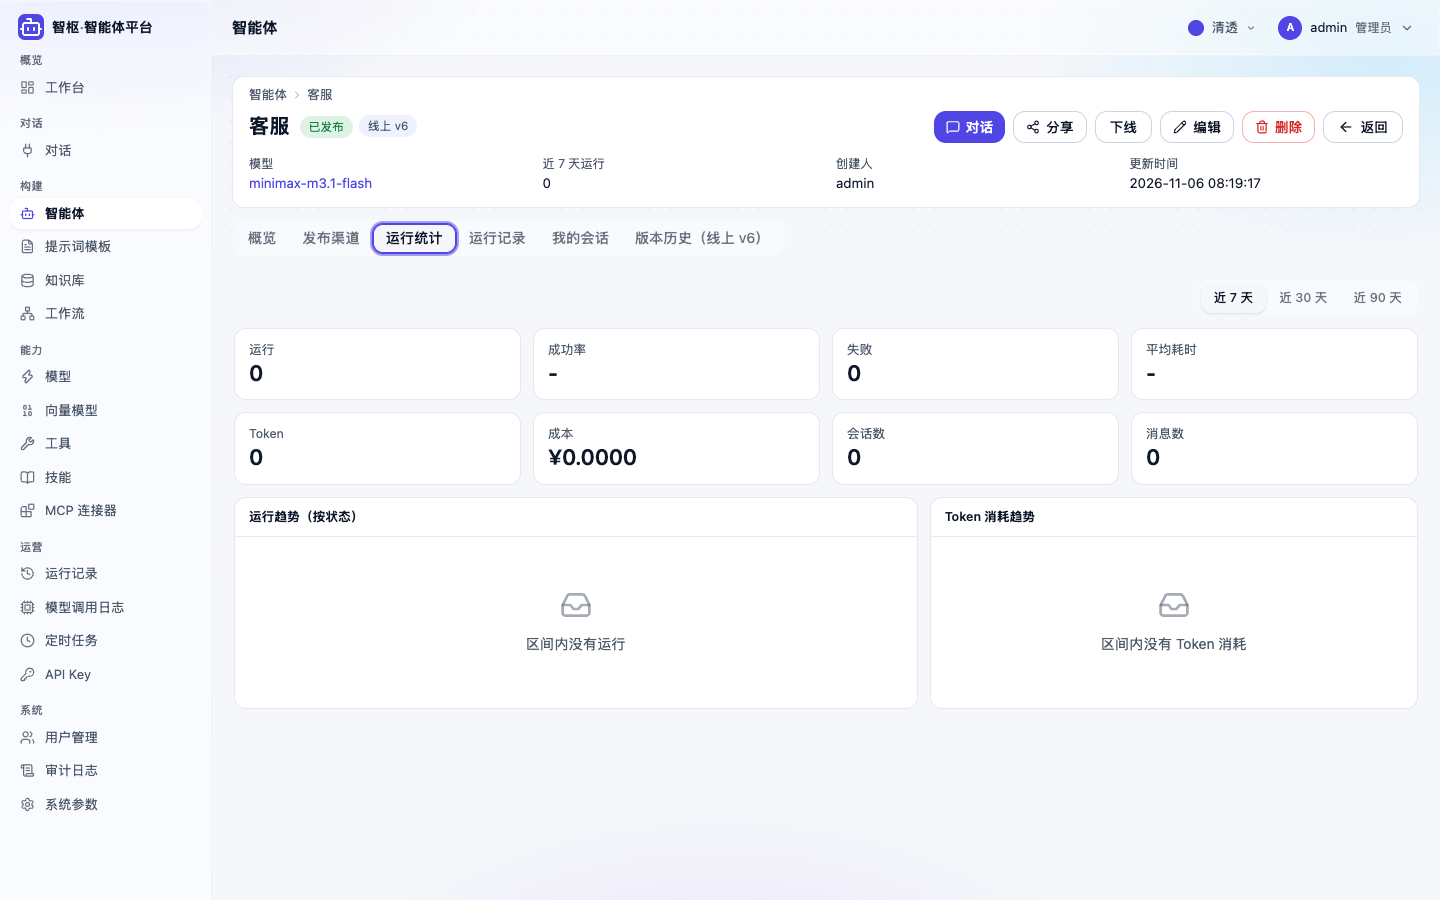 智枢·智能体平台
概览
工作台
对话
对话
构建
智能体
提示词模板
知识库
工作流
能力
模型
向量模型
工具
技能
MCP 连接器
运营
运行记录
模型调用日志
定时任务
API Key
系统
用户管理
审计日志
系统参数
智能体
清透
A admin 管理员
智能体 > 客服
客服 已发布 线上 v6
对话 分享 下线 编辑 删除 返回
模型 近 7 天运行 创建人 更新时间
minimax-m3.1-flash 0 admin 2026-11-06 08:19:17
概览 发布渠道 运行统计 运行记录 我的会话 版本历史（线上 v6）
近 7 天 近 30 天 近 90 天
运行 成功率 失败 平均耗时
0 - 0 -
Token 成本 会话数 消息数
0 ¥0.0000 0 0
运行趋势（按状态） Token 消耗趋势
区间内没有运行 区间内没有 Token 消耗